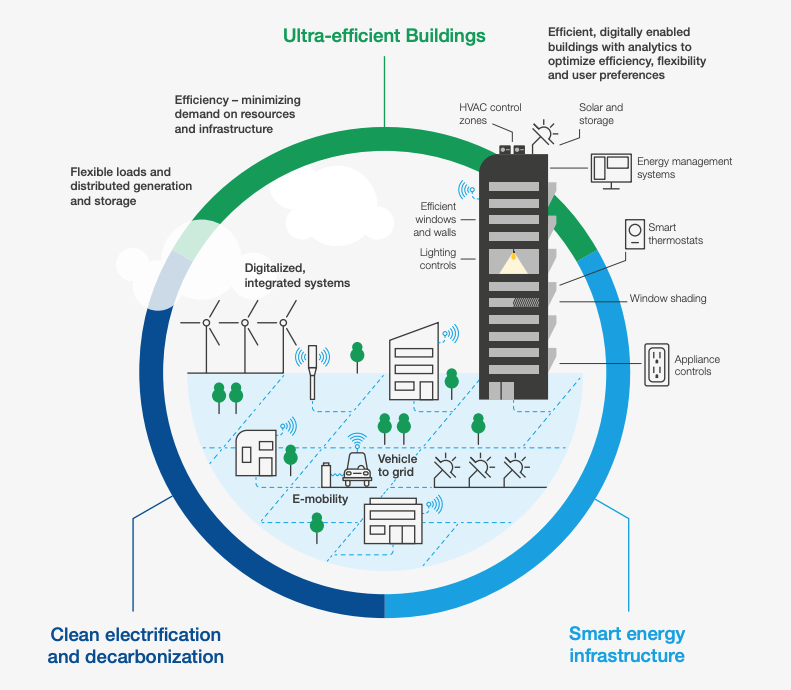 Ultra-efficient Buildings
Efficient, digitally enabled
buildings with analytics to
optimize efficiency, flexibility
and user preferences
Efficiency – minimizing
demand on resources
and infrastructure
HVAC control
zones
Solar and
storage
Flexible loads and
distributed generation
and storage
Energy management
systems
Efficient
windows
and walls
Smart
thermostats
Lighting
controls
Digitalized,
integrated systems
Window shading
Appliance
controls
Vehicle
to grid
E-mobility
Clean electrification
and decarbonization
Smart energy
infrastructure